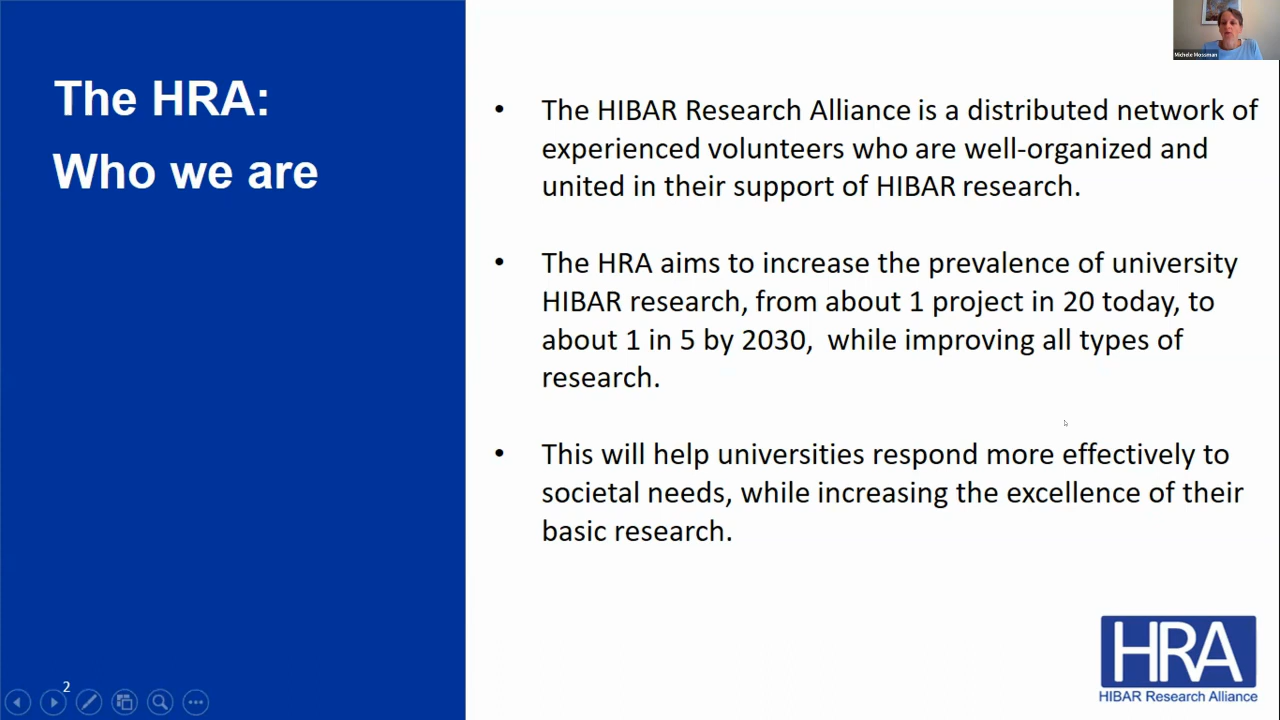 The HRA:
Who we are
• The HIBAR Research Alliance is a distributed network of
experienced volunteers who are well-organized and
united in their support of HIBAR research.
• The HRA aims to increase the prevalence of university
HIBAR research, from about 1 project in 20 today, to
about 1 in 5 by 2030,  while improving all types of
research.
• This will help universities respond more effectively to
societal needs, while increasing the excellence of their
basic research.
Michele Mossman
2
HRA
HIBAR Research Alliance